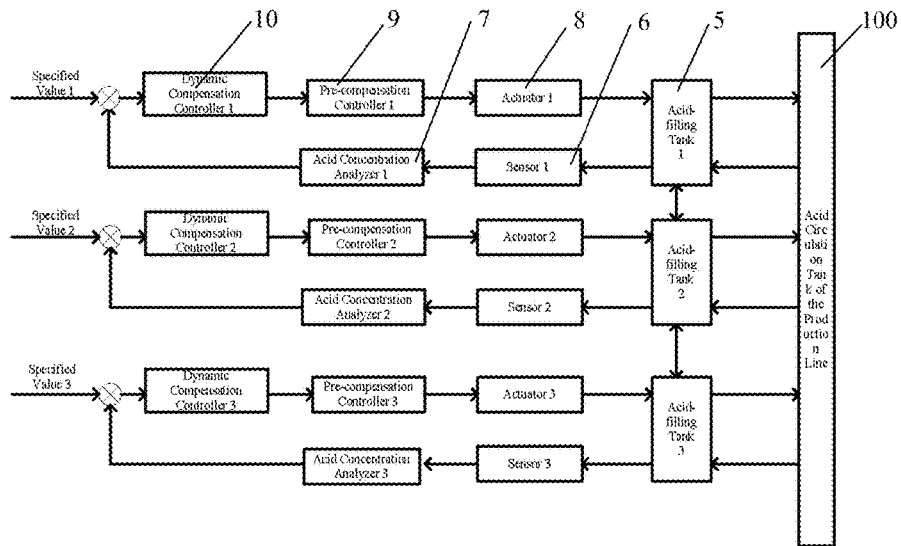 10
9
8
7
6
5
100
Specified
Value 1
Dynamic
Compensation
Controller 1
Pre-compensation
Controller 1
Actuator 1
Acid-
filling
Tank
1
Acid Concentration
Analyzer 1
Sensor 1
Specified
Value 2
Dynamic
Compensation
Controller 2
Pre-compensation
Controller 2
Actuator 2
Acid-
filling
Tank
2
Acid Concentration
Analyzer 2
Sensor 2
Specified
Value 3
Dynamic
Compensation
Controller 3
Pre-compensation
Controller 3
Actuator 3
Acid-
filling
Tank
3
Acid Concentration
Analyzer 3
Sensor 3
Acid
Circ
ulati
on
Tan
k of
the
Prod
uctio
n
Line